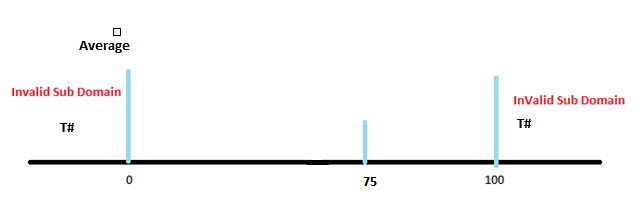 Average
Invalid Sub Domain
InValid Sub Domain
T#
T#
0
75
100